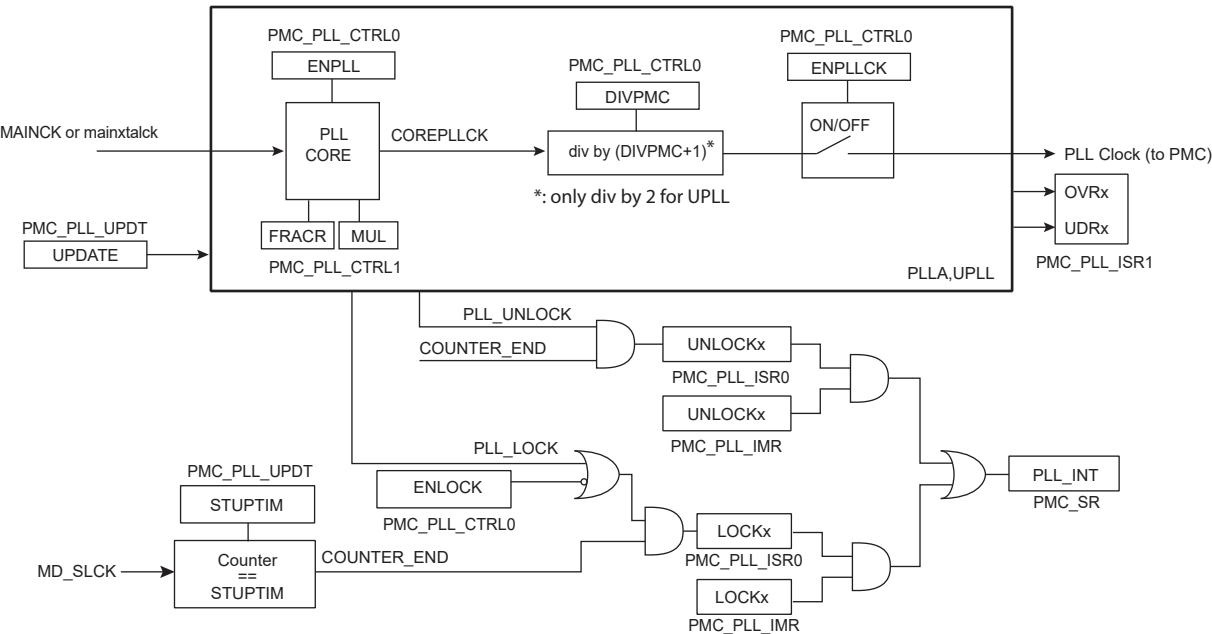 PMC_PLL_CTRL0
ENPLL
PMC_PLL_CTRL0
DIVPMC
PMC_PLL_CTRL0
ENPLLCK
MAINCK or mainxtalck
PLL
CORE
COREPLLCK
div by (DIVPMC+1)*
ON/OFF
PLL Clock (to PMC)
*: only div by 2 for UPLL
OVRx
UDRx
PMC_PLL_ISR1
PMC_PLL_UPDT
UPDATE
FRACR
MUL
PMC_PLL_CTRL1
PLLA,UPLL
PLL_UNLOCK
COUNTER_END
UNLOCKx
PMC_PLL_ISR0
UNLOCKx
PMC_PLL_IMR
PLL_LOCK
ENLOCK
PMC_PLL_CTRL0
PLL_INT
PMC_SR
PMC_PLL_UPDT
STUPTIM
MD_SLCK
Counter
==
STUPTIM
COUNTER_END
LOCKx
PMC_PLL_ISR0
LOCKx
PMC_PLL_IMR